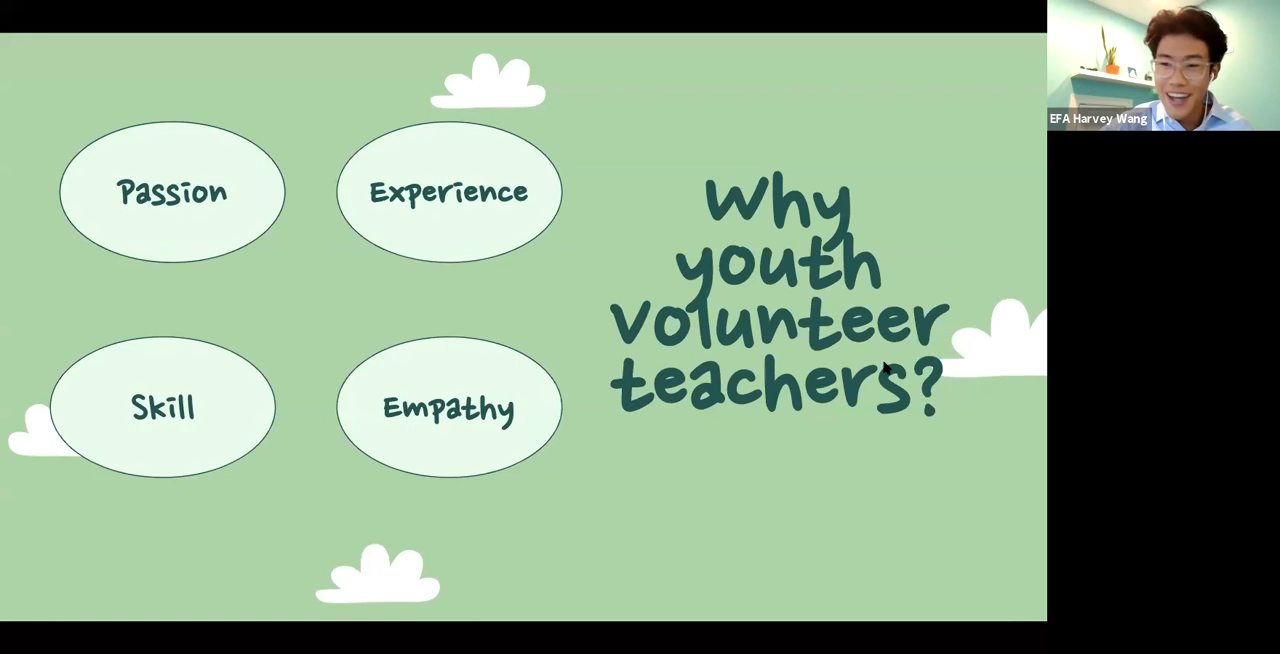 Passion
Experience
Skill
Empathy
Why
youth
volunteer
teachers?
EFA Harvey Wang